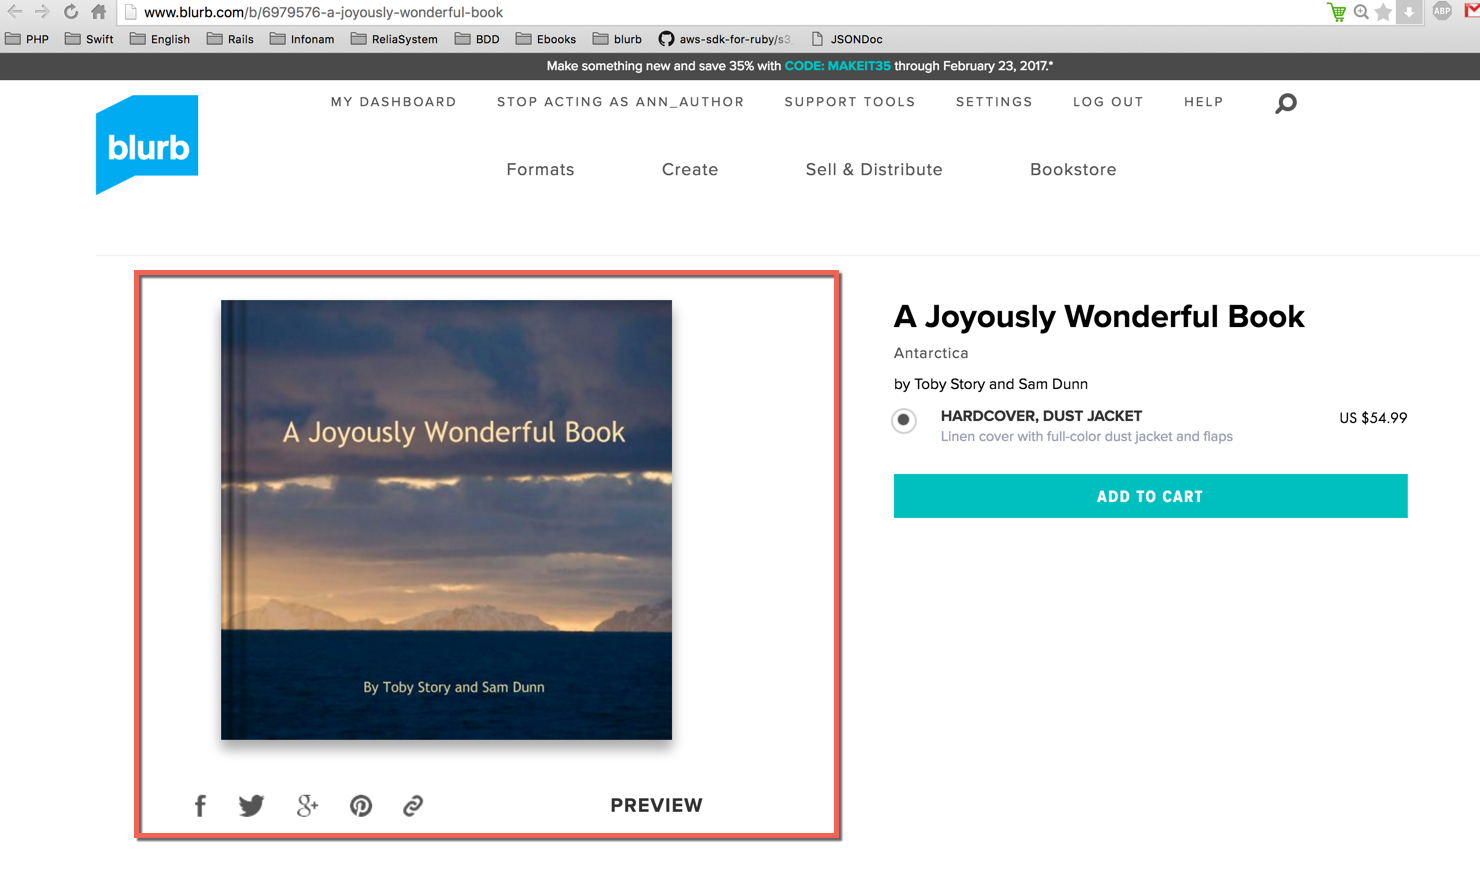 www.blurb.com/b/6979576-a-joyously-wonderful-book
ABP
PHP Swift English Rails Infonam ReliaSystem BDD Ebooks blurb aws-sdk-for-ruby/s3 JSONDoc
Make something new and save 35% with CODE: MAKEIT35 through February 23, 2017.*
MY DASHBOARD STOP ACTING AS ANN_AUTHOR SUPPORT TOOLS SETTINGS LOG OUT HELP
blurb
Formats Create Sell & Distribute Bookstore
A Joyously Wonderful Book
By Toby Story and Sam Dunn
PREVIEW
A Joyously Wonderful Book
Antarctica
by Toby Story and Sam Dunn
HARDCOVER, DUST JACKET US $54.99
Linen cover with full-color dust jacket and flaps
ADD TO CART